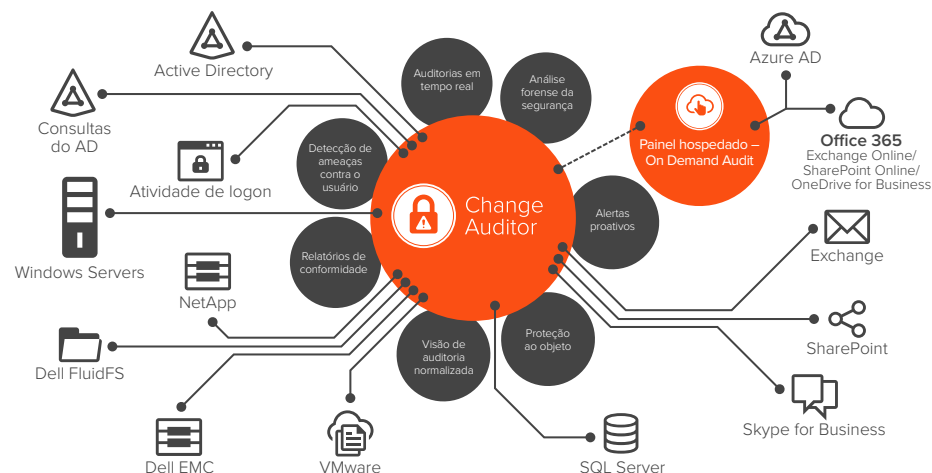 Active Directory
Consultas
do AD
Atividade de logon
Windows Servers
NetApp
Dell FluidFS
Dell EMC
VMware
SQL Server
Auditorias em
tempo real
Análise
forense da
segurança
Detecção de
ameaças
contra o
usuário
Relatórios de
conformidade
Visão de
auditoria
normalizada
Proteção
ao objeto
Alertas
proativos
Change
Auditor
Painel hospedado –
On Demand Audit
Azure AD
Office 365
Exchange Online/
SharePoint Online/
OneDrive for Business
Exchange
SharePoint
Skype for Business